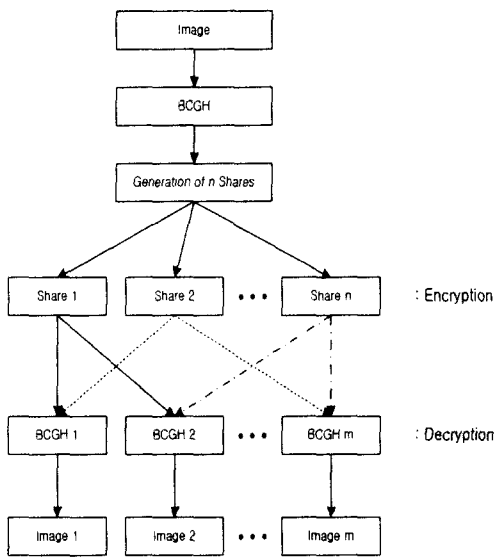 Image
BCGH
Generation of n Shares
Share 1
Share 2
• • •
Share n
: Encryption
BCGH 1
BCGH 2
• • •
BCGH m
: Decryption
Image 1
Image 2
• • •
Image m